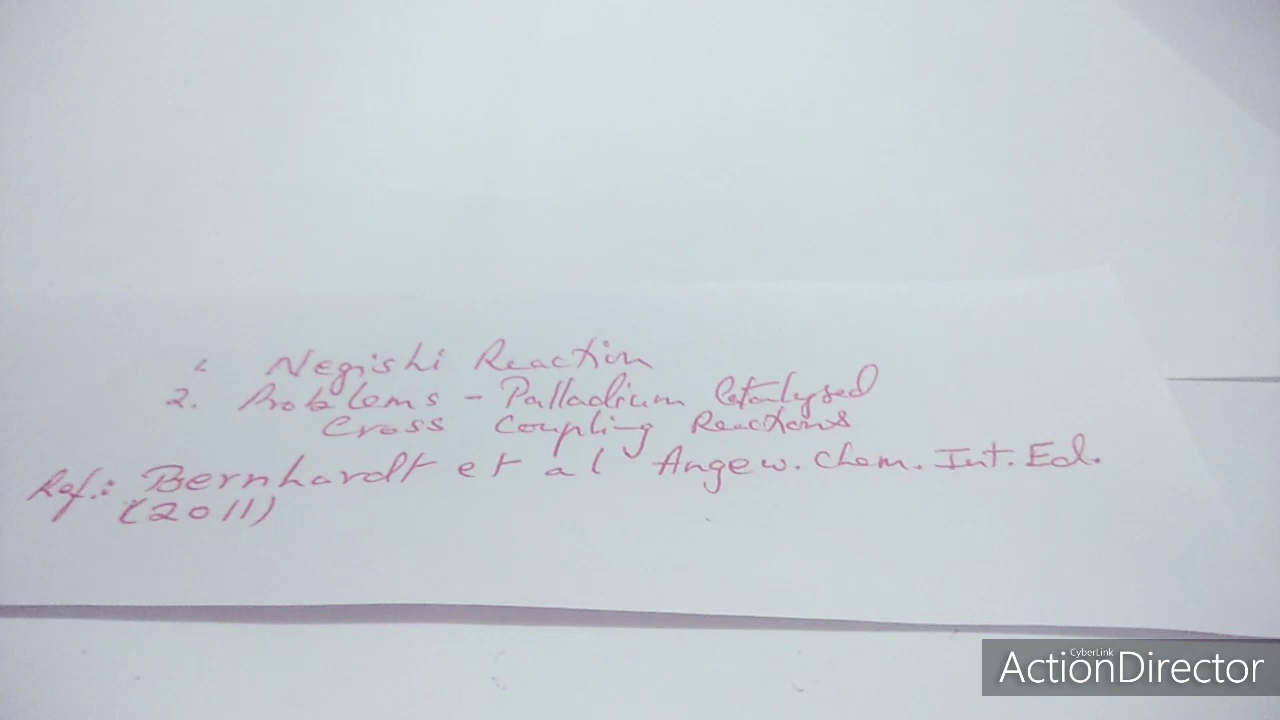 1. Negishi Reaction
2. Problems - Palladium Catalysed
Cross Coupling Reactions
Ref.: Bernhardt et al Angew. Chem. Int. Ed.
(2011)
CyberLink
ActionDirector